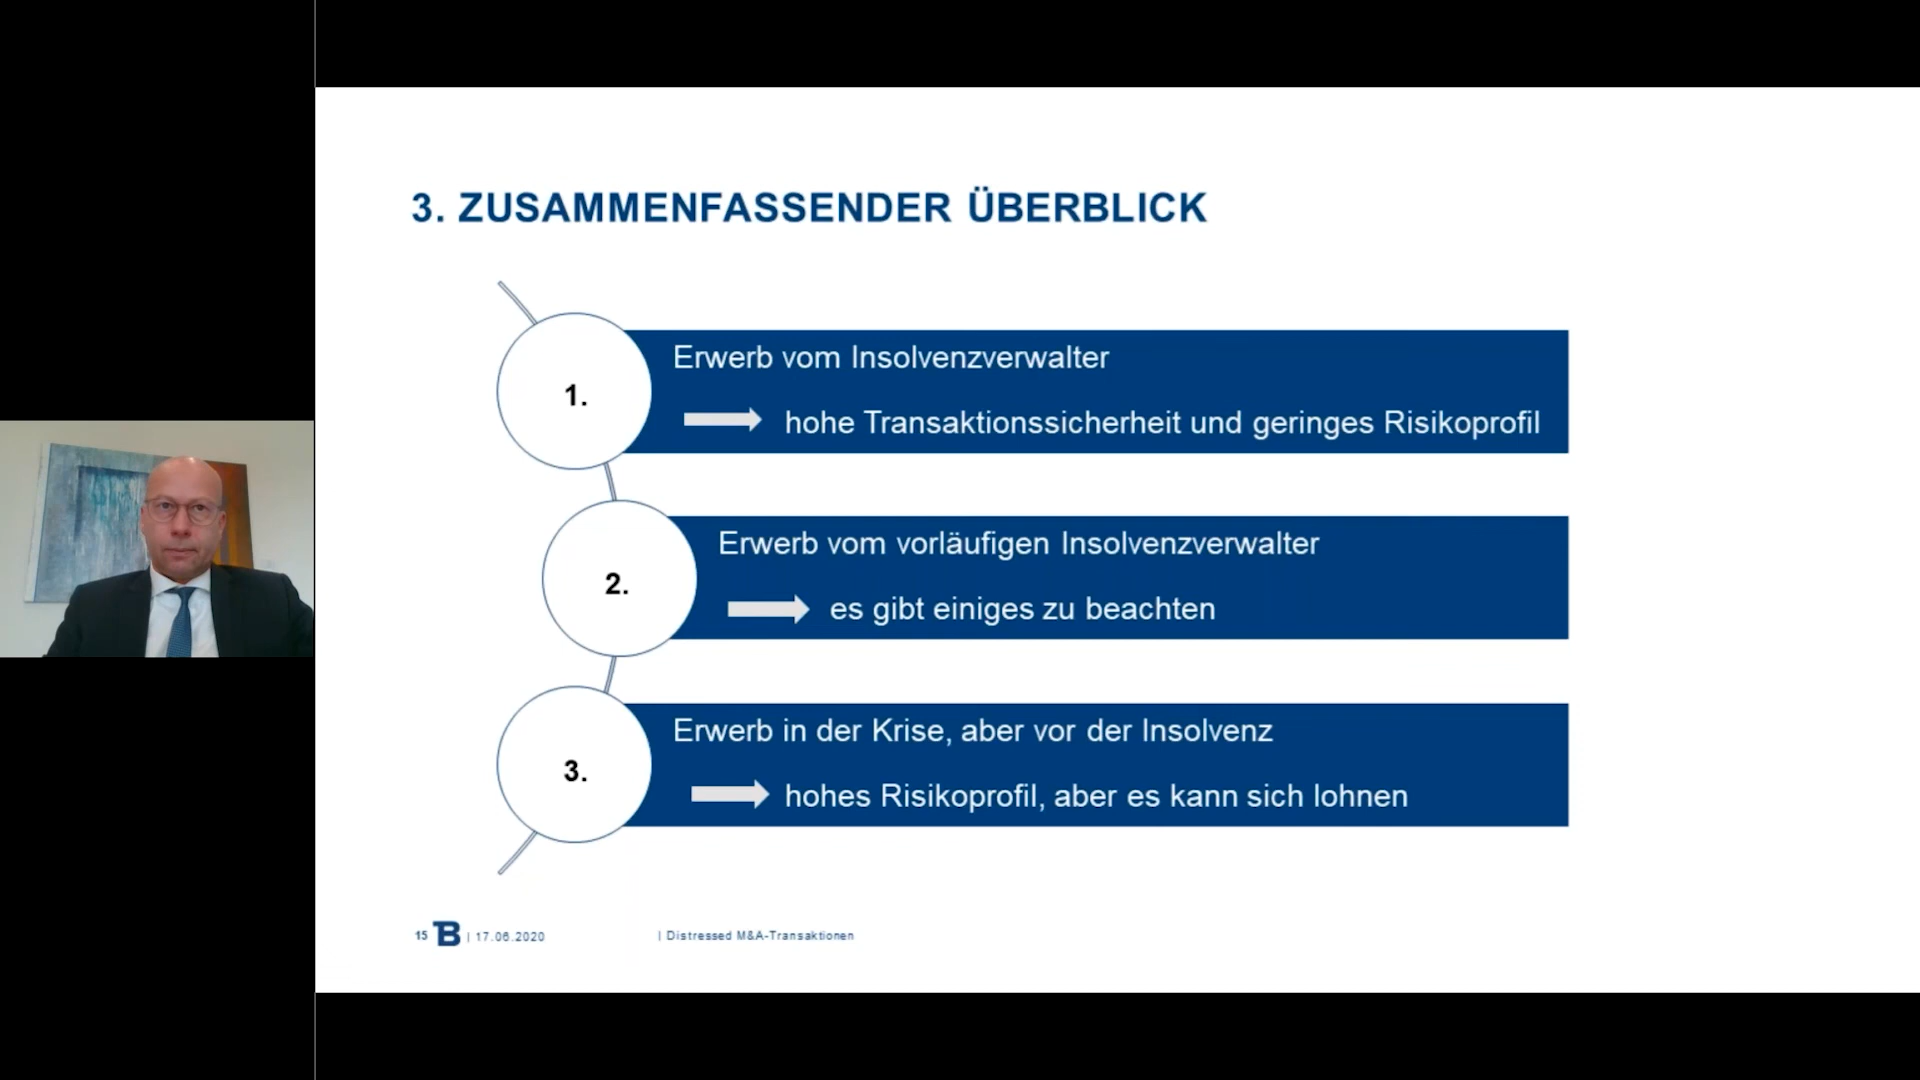 3. ZUSAMMENFASSENDER ÜBERBLICK
1.
Erwerb vom Insolvenzverwalter
hohe Transaktionssicherheit und geringes Risikoprofil
2.
Erwerb vom vorläufigen Insolvenzverwalter
es gibt einiges zu beachten
3.
Erwerb in der Krise, aber vor der Insolvenz
hohes Risikoprofil, aber es kann sich lohnen
15 B | 17.06.2020 | Distressed M&A-Transaktionen